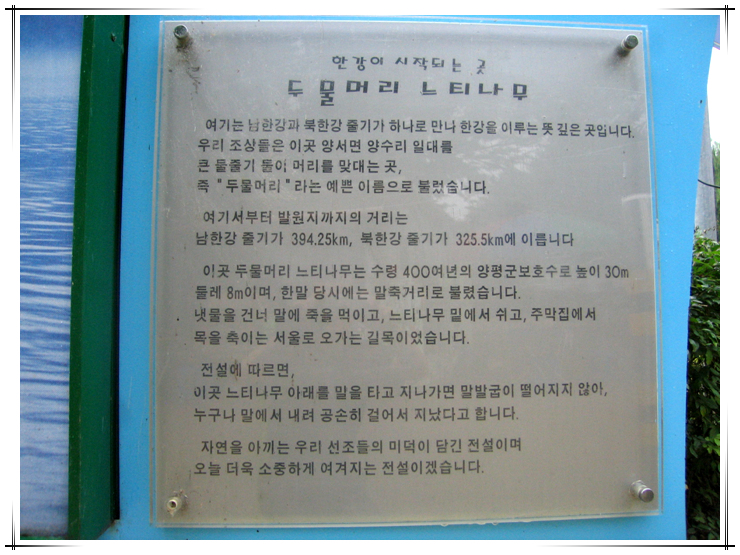 한강이 시작되는 곳
두물머리 느티나무
여기는 남한강과 북한강 줄기가 하나로 만나 한강을 이루는 뜻 깊은 곳입니다.
우리 조상들은 이곳 양서면 양수리 일대를
큰 물줄기 둘이 머리를 맞대는 곳,
즉 "두물머리"라는 예쁜 이름으로 불렀습니다.
여기서부터 발원지까지의 거리는
남한강 줄기가 394.25km, 북한강 줄기가 325.5km에 이릅니다
이곳 두물머리 느티나무는 수령 400여년의 양평군보호수로 높이 30m
둘레 8m이며, 한말 당시에는 말죽거리로 불렸습니다.
냇물을 건너 말에 죽을 먹이고, 느티나무 밑에서 쉬고, 주막집에서
목을 축이는 서울로 오가는 길목이었습니다.
전설에 따르면,
이곳 느티나무 아래를 말을 타고 지나가면 말발굽이 떨어지지 않아,
누구나 말에서 내려 공손히 걸어서 지났다고 합니다.
자연을 아끼는 우리 선조들의 미덕이 담긴 전설이며
오늘 더욱 소중하게 여겨지는 전설이겠습니다.